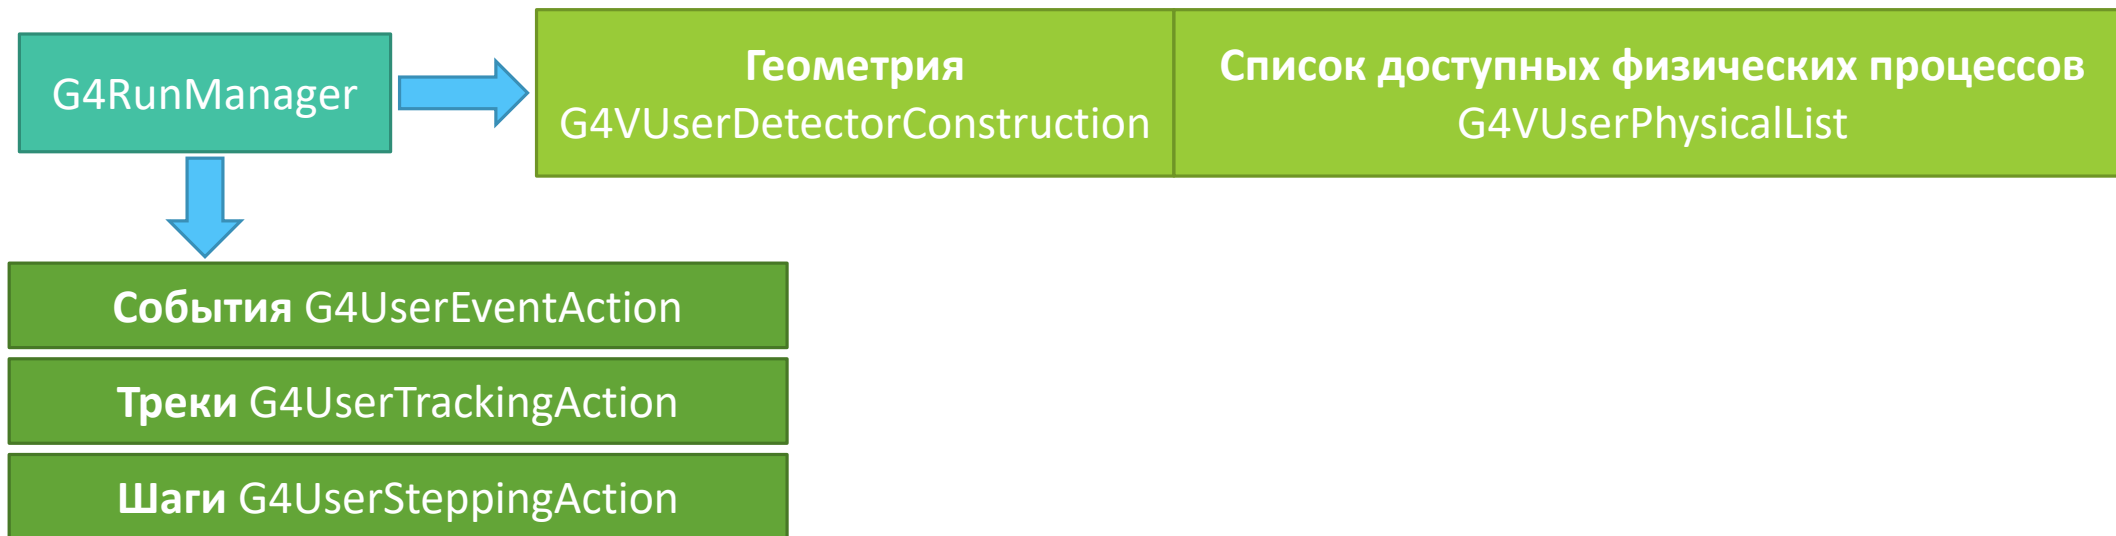 G4RunManager
Геометрия
G4VUserDetectorConstruction
Список доступных физических процессов
G4VUserPhysicalList
События G4UserEventAction
Треки G4UserTrackingAction
Шаги G4UserSteppingAction